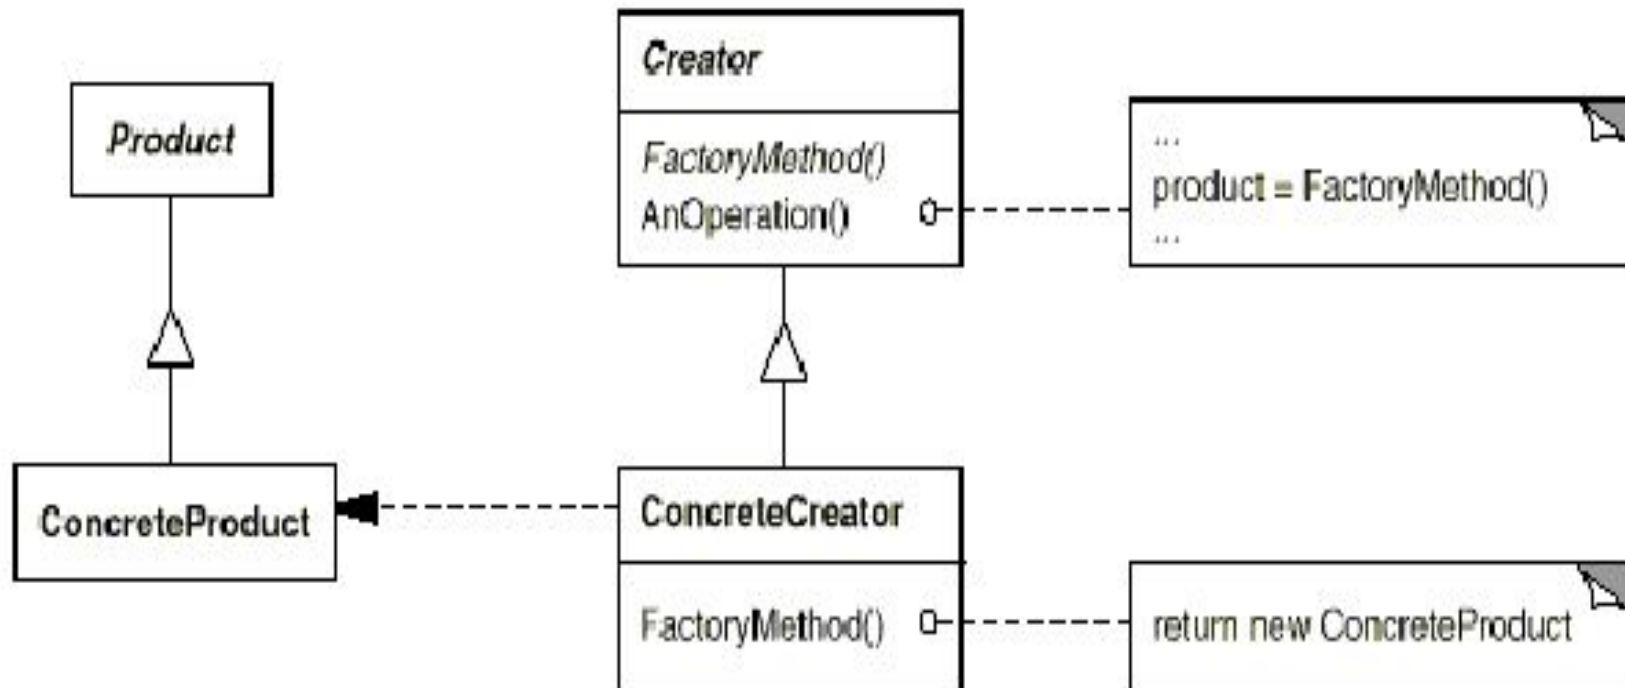 Creator
Product
FactoryMethod()
AnOperation()
...
product = FactoryMethod()
...
ConcreteProduct
ConcreteCreator
FactoryMethod()
return new ConcreteProduct